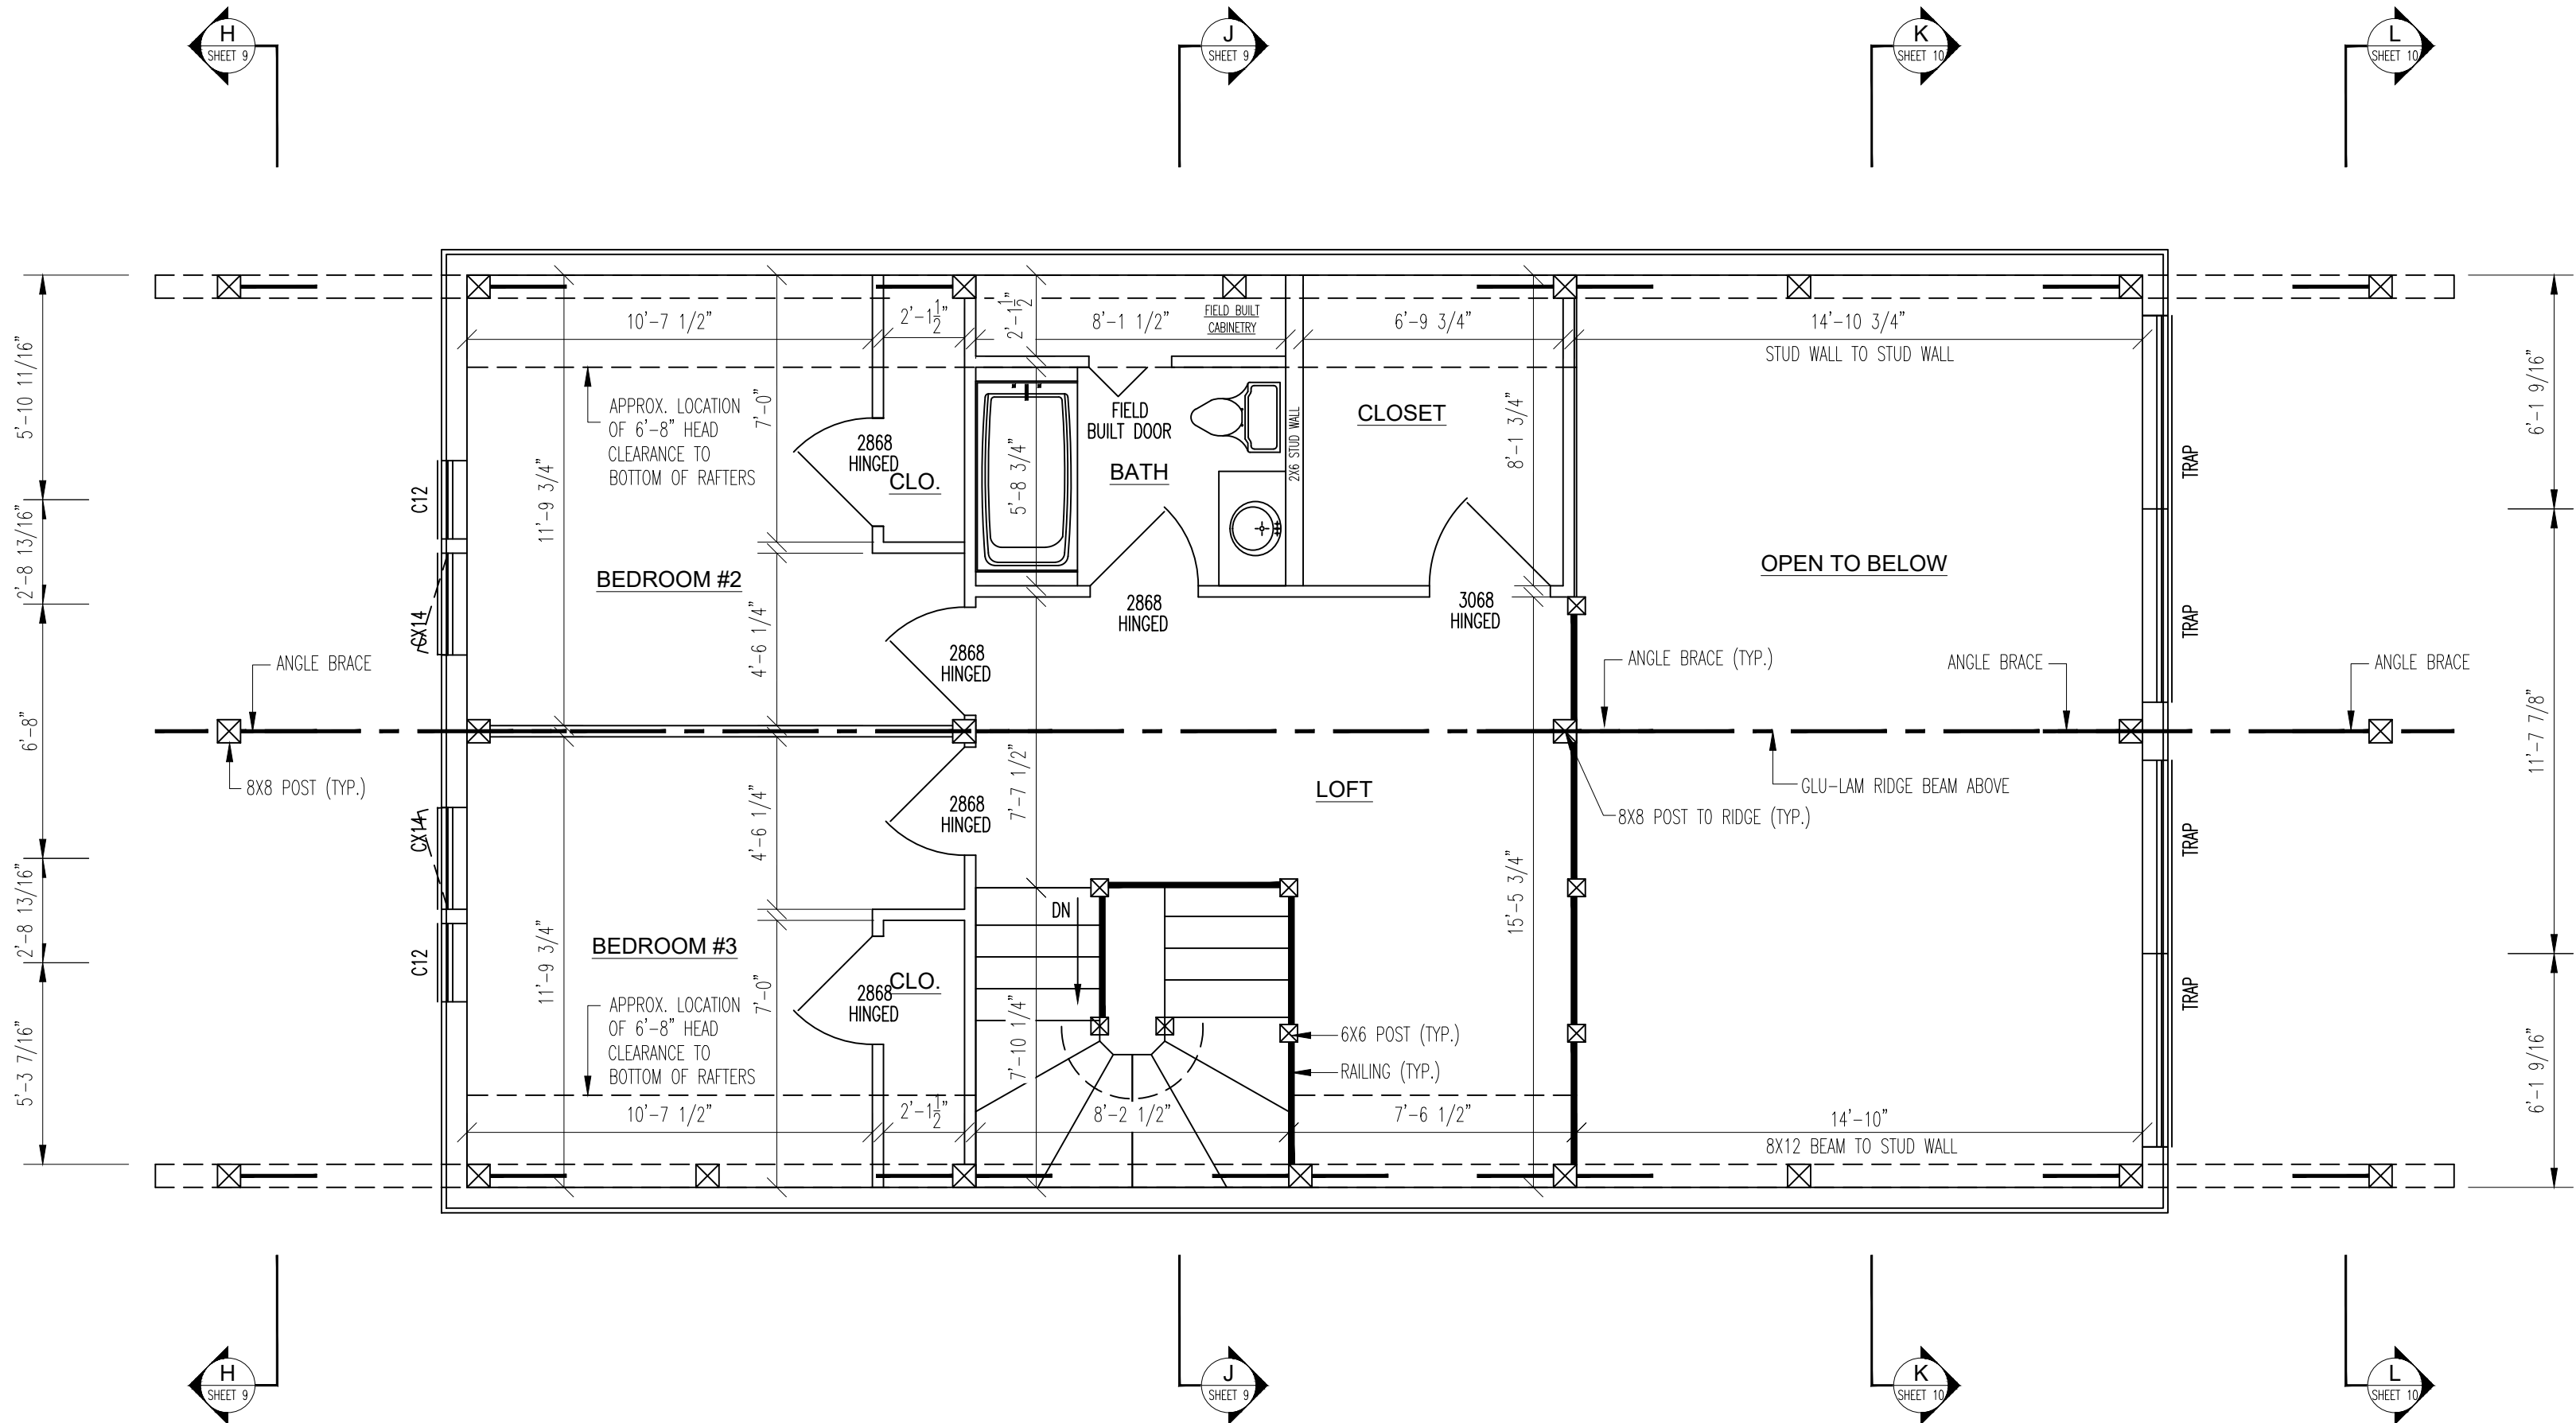 H
SHEET 9
J
SHEET 9
K
SHEET 10
L
SHEET 10
10'-7 1/2"
2'-1 1/2"
2'-1 1/2"
8'-1 1/2"
FIELD BUILT
CABINETRY
6'-9 3/4"
14'-10 3/4"
STUD WALL TO STUD WALL
5'-10 11/16"
2'-8 13/16"
6'-8"
2'-8 13/16"
5'-3 7/16"
6'-1 9/16"
11'-7 7/8"
6'-1 9/16"
APPROX. LOCATION
OF 6'-8" HEAD
CLEARANCE TO
BOTTOM OF RAFTERS
7'-0"
11'-9 3/4"
2868
HINGED
CLO.
FIELD
BUILT DOOR
BATH
5'-8 3/4"
2X6 STUD WALL
CLOSET
8'-1 3/4"
C12
CX14
BEDROOM #2
4'-6 1/4"
2868
HINGED
2868
HINGED
3068
HINGED
OPEN TO BELOW
TRAP
TRAP
ANGLE BRACE
ANGLE BRACE (TYP.)
ANGLE BRACE
ANGLE BRACE
8X8 POST (TYP.)
7'-7 1/2"
LOFT
GLU-LAM RIDGE BEAM ABOVE
8X8 POST TO RIDGE (TYP.)
CX14
C12
4'-6 1/4"
2868
HINGED
TRAP
TRAP
BEDROOM #3
11'-9 3/4"
7'-0"
DN
15'-5 3/4"
2868
HINGED
CLO.
APPROX. LOCATION
OF 6'-8" HEAD
CLEARANCE TO
BOTTOM OF RAFTERS
7'-10 1/4"
6X6 POST (TYP.)
RAILING (TYP.)
10'-7 1/2"
2'-1 1/2"
8'-2 1/2"
7'-6 1/2"
14'-10"
8X12 BEAM TO STUD WALL
H
SHEET 9
J
SHEET 9
K
SHEET 10
L
SHEET 10